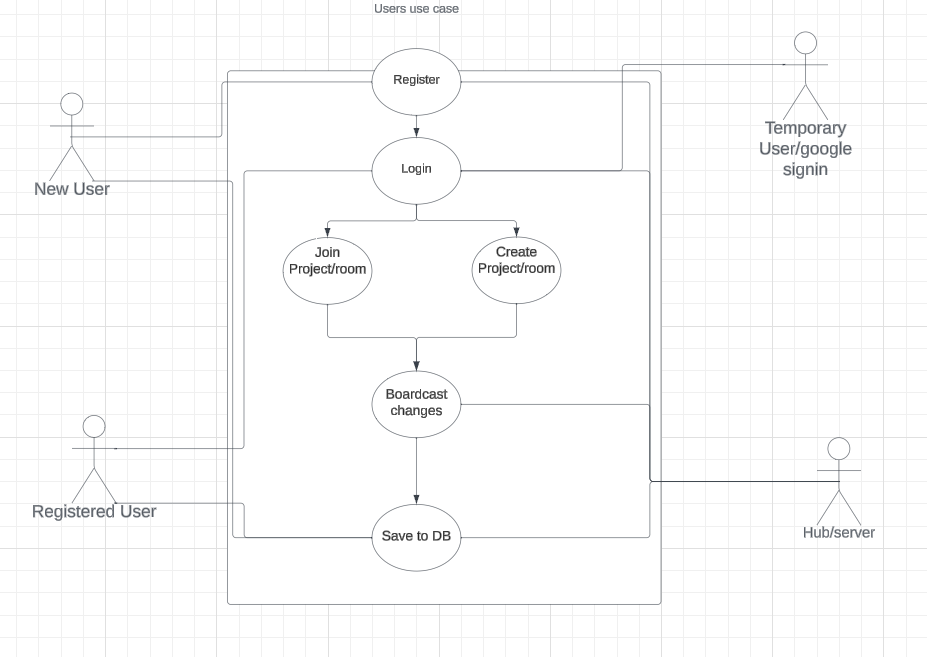 Users use case
Register
Temporary
User/google
signin
Login
New User
Join
Project/room
Create
Project/room
Boardcast
changes
Registered User
Save to DB
Hub/server